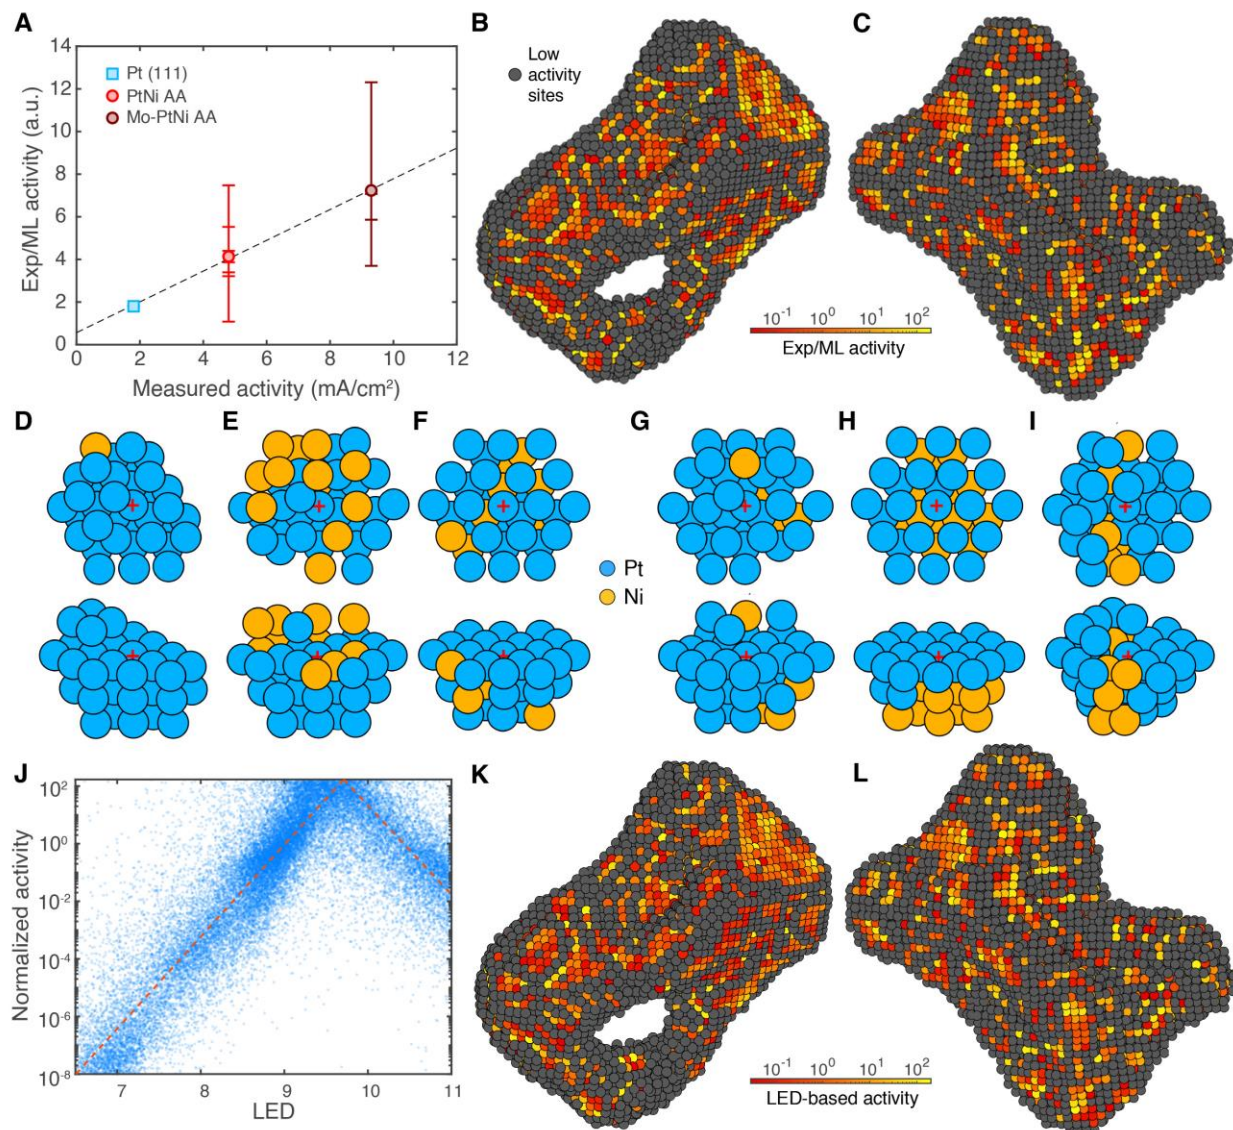 A
14
12
10
8
6
4
2
0
Exp/ML activity (a.u.)
Pt (111)
PtNi AA
Mo-PtNi AA
0 2 4 6 8 10 12
Measured activity (mA/cm²)
B
Low
activity
sites
C
10⁻¹ 10⁰ 10¹ 10²
Exp/ML activity
D
E
F
G
H
I
Pt
Ni
J
10²
10⁰
10⁻²
10⁻⁴
10⁻⁶
10⁻⁸
Normalized activity
7 8 9 10 11
LED
K
L
10⁻¹ 10⁰ 10¹ 10²
LED-based activity